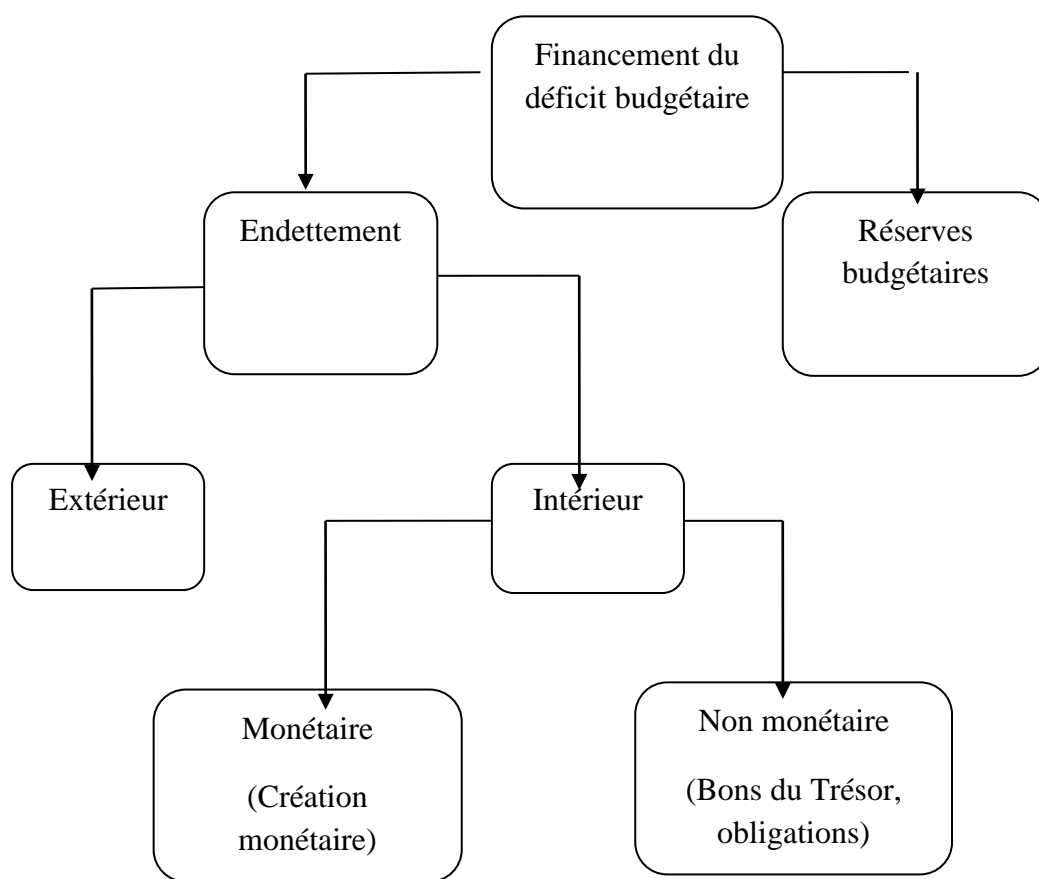 Financement du
déficit budgétaire
Endettement
Réserves
budgétaires
Extérieur
Intérieur
Monétaire
(Création
monétaire)
Non monétaire
(Bons du Trésor,
obligations)